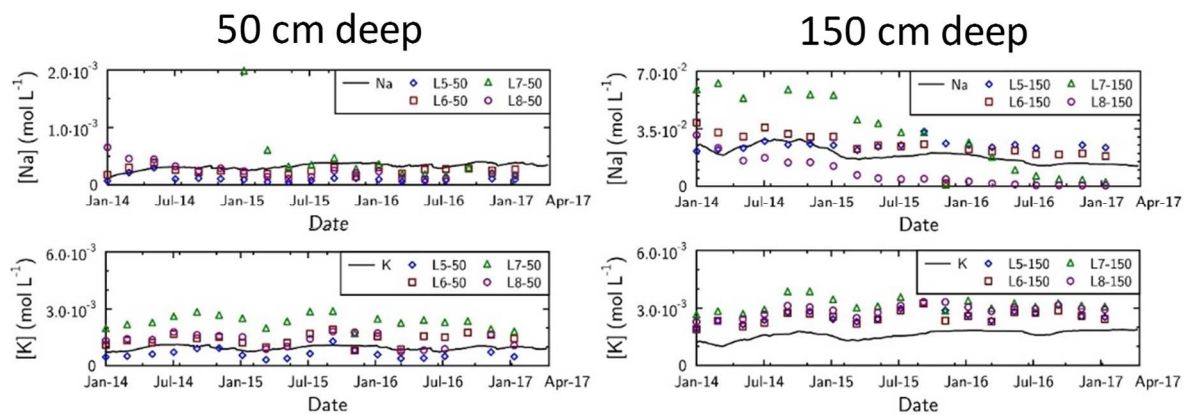 50 cm deep
150 cm deep
[Na] (mol L⁻¹)
2.0·10⁻³
1.0·10⁻³
0
Na L5-50 L7-50
L6-50 L8-50
Jan-14 Jul-14 Jan-15 Jul-15 Jan-16 Jul-16 Jan-17 Apr-17
Date
[Na] (mol L⁻¹)
7.0·10⁻²
3.5·10⁻²
0
Na L5-150 L7-150
L6-150 L8-150
Jan-14 Jul-14 Jan-15 Jul-15 Jan-16 Jul-16 Jan-17 Apr-17
Date
[K] (mol L⁻¹)
6.0·10⁻³
3.0·10⁻³
0
K L5-50 L7-50
L6-50 L8-50
Jan-14 Jul-14 Jan-15 Jul-15 Jan-16 Jul-16 Jan-17 Apr-17
Date
[K] (mol L⁻¹)
6.0·10⁻³
3.0·10⁻³
0
K L5-150 L7-150
L6-150 L8-150
Jan-14 Jul-14 Jan-15 Jul-15 Jan-16 Jul-16 Jan-17 Apr-17
Date